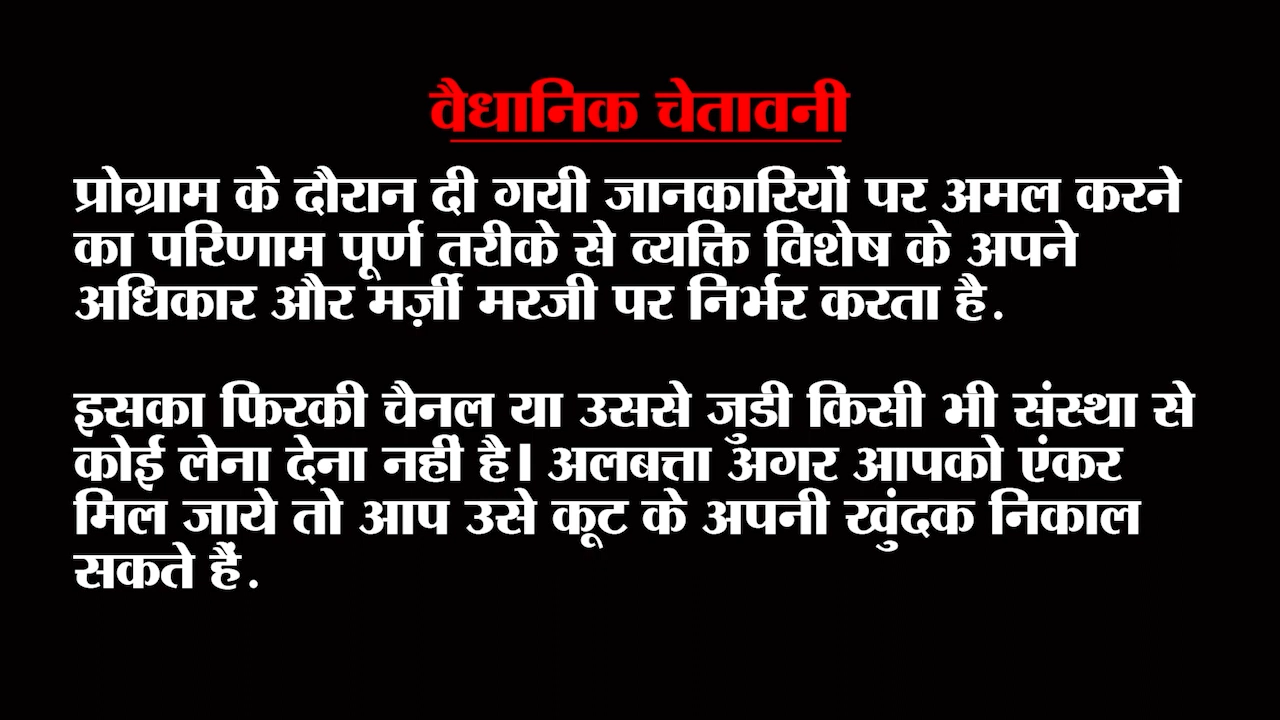 वैधानिक चेतावनी
प्रोग्राम के दौरान दी गयी जानकारियों पर अमल करने
का परिणाम पूर्ण तरीके से व्यक्ति विशेष के अपने
अधिकार और मर्ज़ी मरजी पर निर्भर करता है.
इसका फिरकी चैनल या उससे जुडी किसी भी संस्था से
कोई लेना देना नहीं है। अलबत्ता अगर आपको एंकर
मिल जाये तो आप उसे कूट के अपनी खुंदक निकाल
सकते हैं.